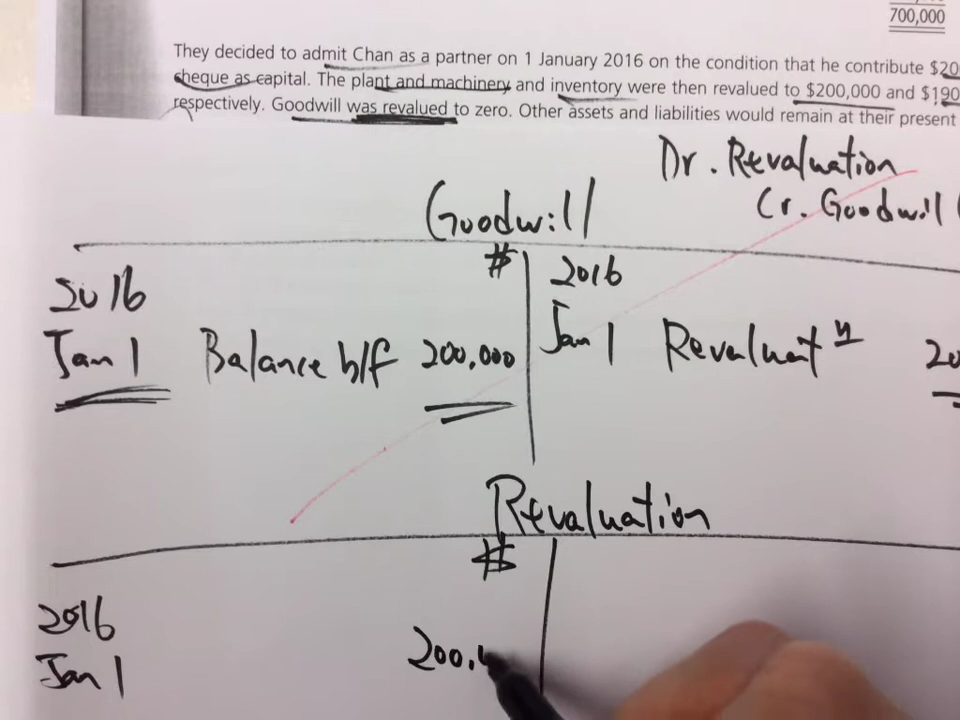 700,000
They decided to admit Chan as a partner on 1 January 2016 on the condition that he contribute $20
cheque as capital. The plant and machinery and inventory were then revalued to $200,000 and $190
respectively. Goodwill was revalued to zero. Other assets and liabilities would remain at their present
Dr. Revaluation
Cr. Goodwill
Goodwill
$
2016
Jan 1 Balance b/f 200,000
2016
Jan 1 Revaluatn 20
Revaluation
$
2016
Jan 1 200,